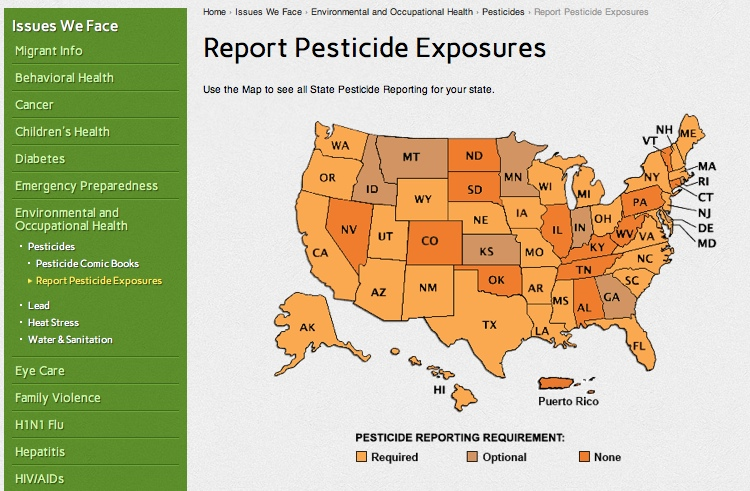 Issues We Face
Migrant Info
Behavioral Health
Cancer
Children's Health
Diabetes
Emergency Preparedness
Environmental and
Occupational Health
Pesticides
Pesticide Comic Books
Report Pesticide Exposures
Lead
Heat Stress
Water & Sanitation
Eye Care
Family Violence
H1N1 Flu
Hepatitis
HIV/AIDs
Home › Issues We Face › Environmental and Occupational Health › Pesticides › Report Pesticide Exposures
Report Pesticide Exposures
Use the Map to see all State Pesticide Reporting for your state.
WA
MT
ND
MN
VT
NH
ME
OR
ID
SD
WI
MI
NY
MA
RI
CT
NJ
DE
MD
WY
NE
IA
IL
IN
OH
PA
NV
UT
CO
KS
MO
KY
WV
VA
CA
AZ
NM
OK
AR
TN
NC
SC
TX
LA
MS
AL
GA
FL
AK
HI
Puerto Rico
PESTICIDE REPORTING REQUIREMENT:
Required Optional None